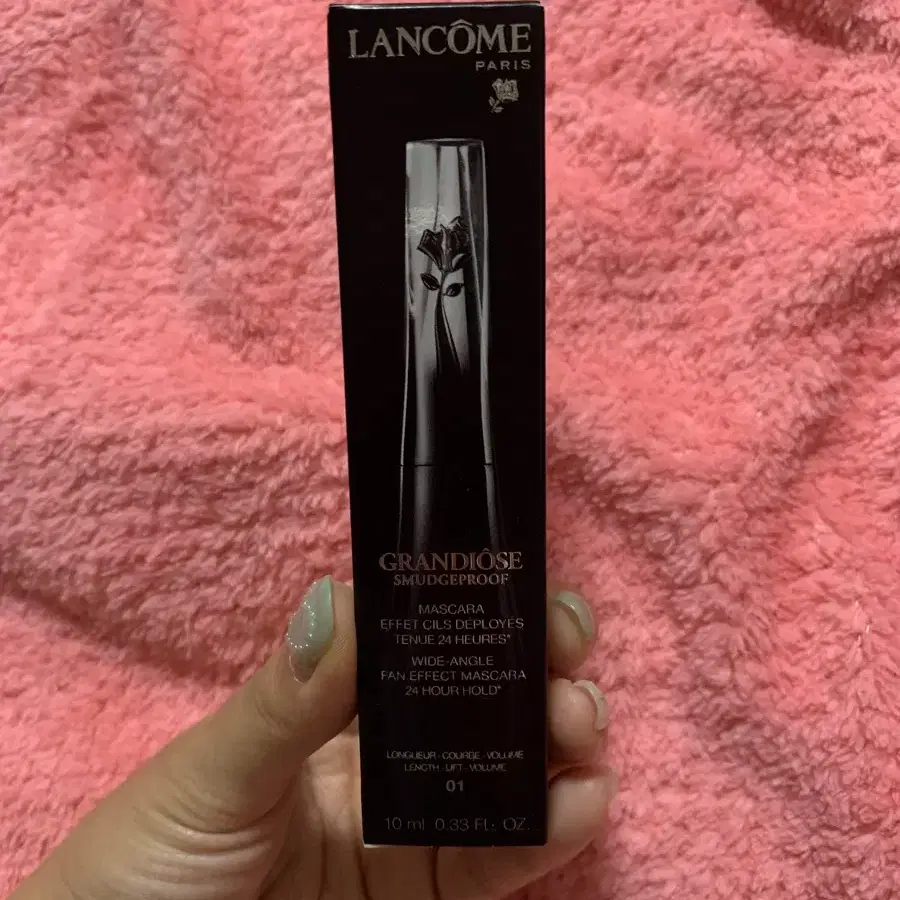 LANCÔME
PARIS
GRANDIÔSE
SMUDGEPROOF
MASCARA
EFFET CILS DÉPLOYÉS
TENUE 24 HEURES*
WIDE-ANGLE
FAN EFFECT MASCARA
24 HOUR HOLD*
LONGUEUR - COURBE - VOLUME
LENGTH - LIFT - VOLUME
01
10 ml 0.33 FL. OZ.